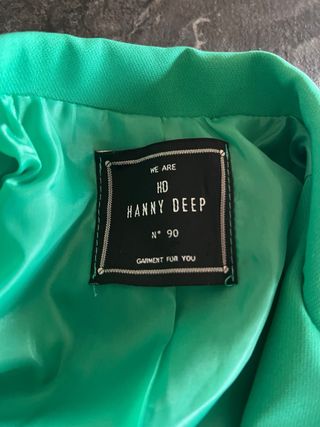 WE ARE
HD
HANNY DEEP
N° 90
GARMENT FOR YOU